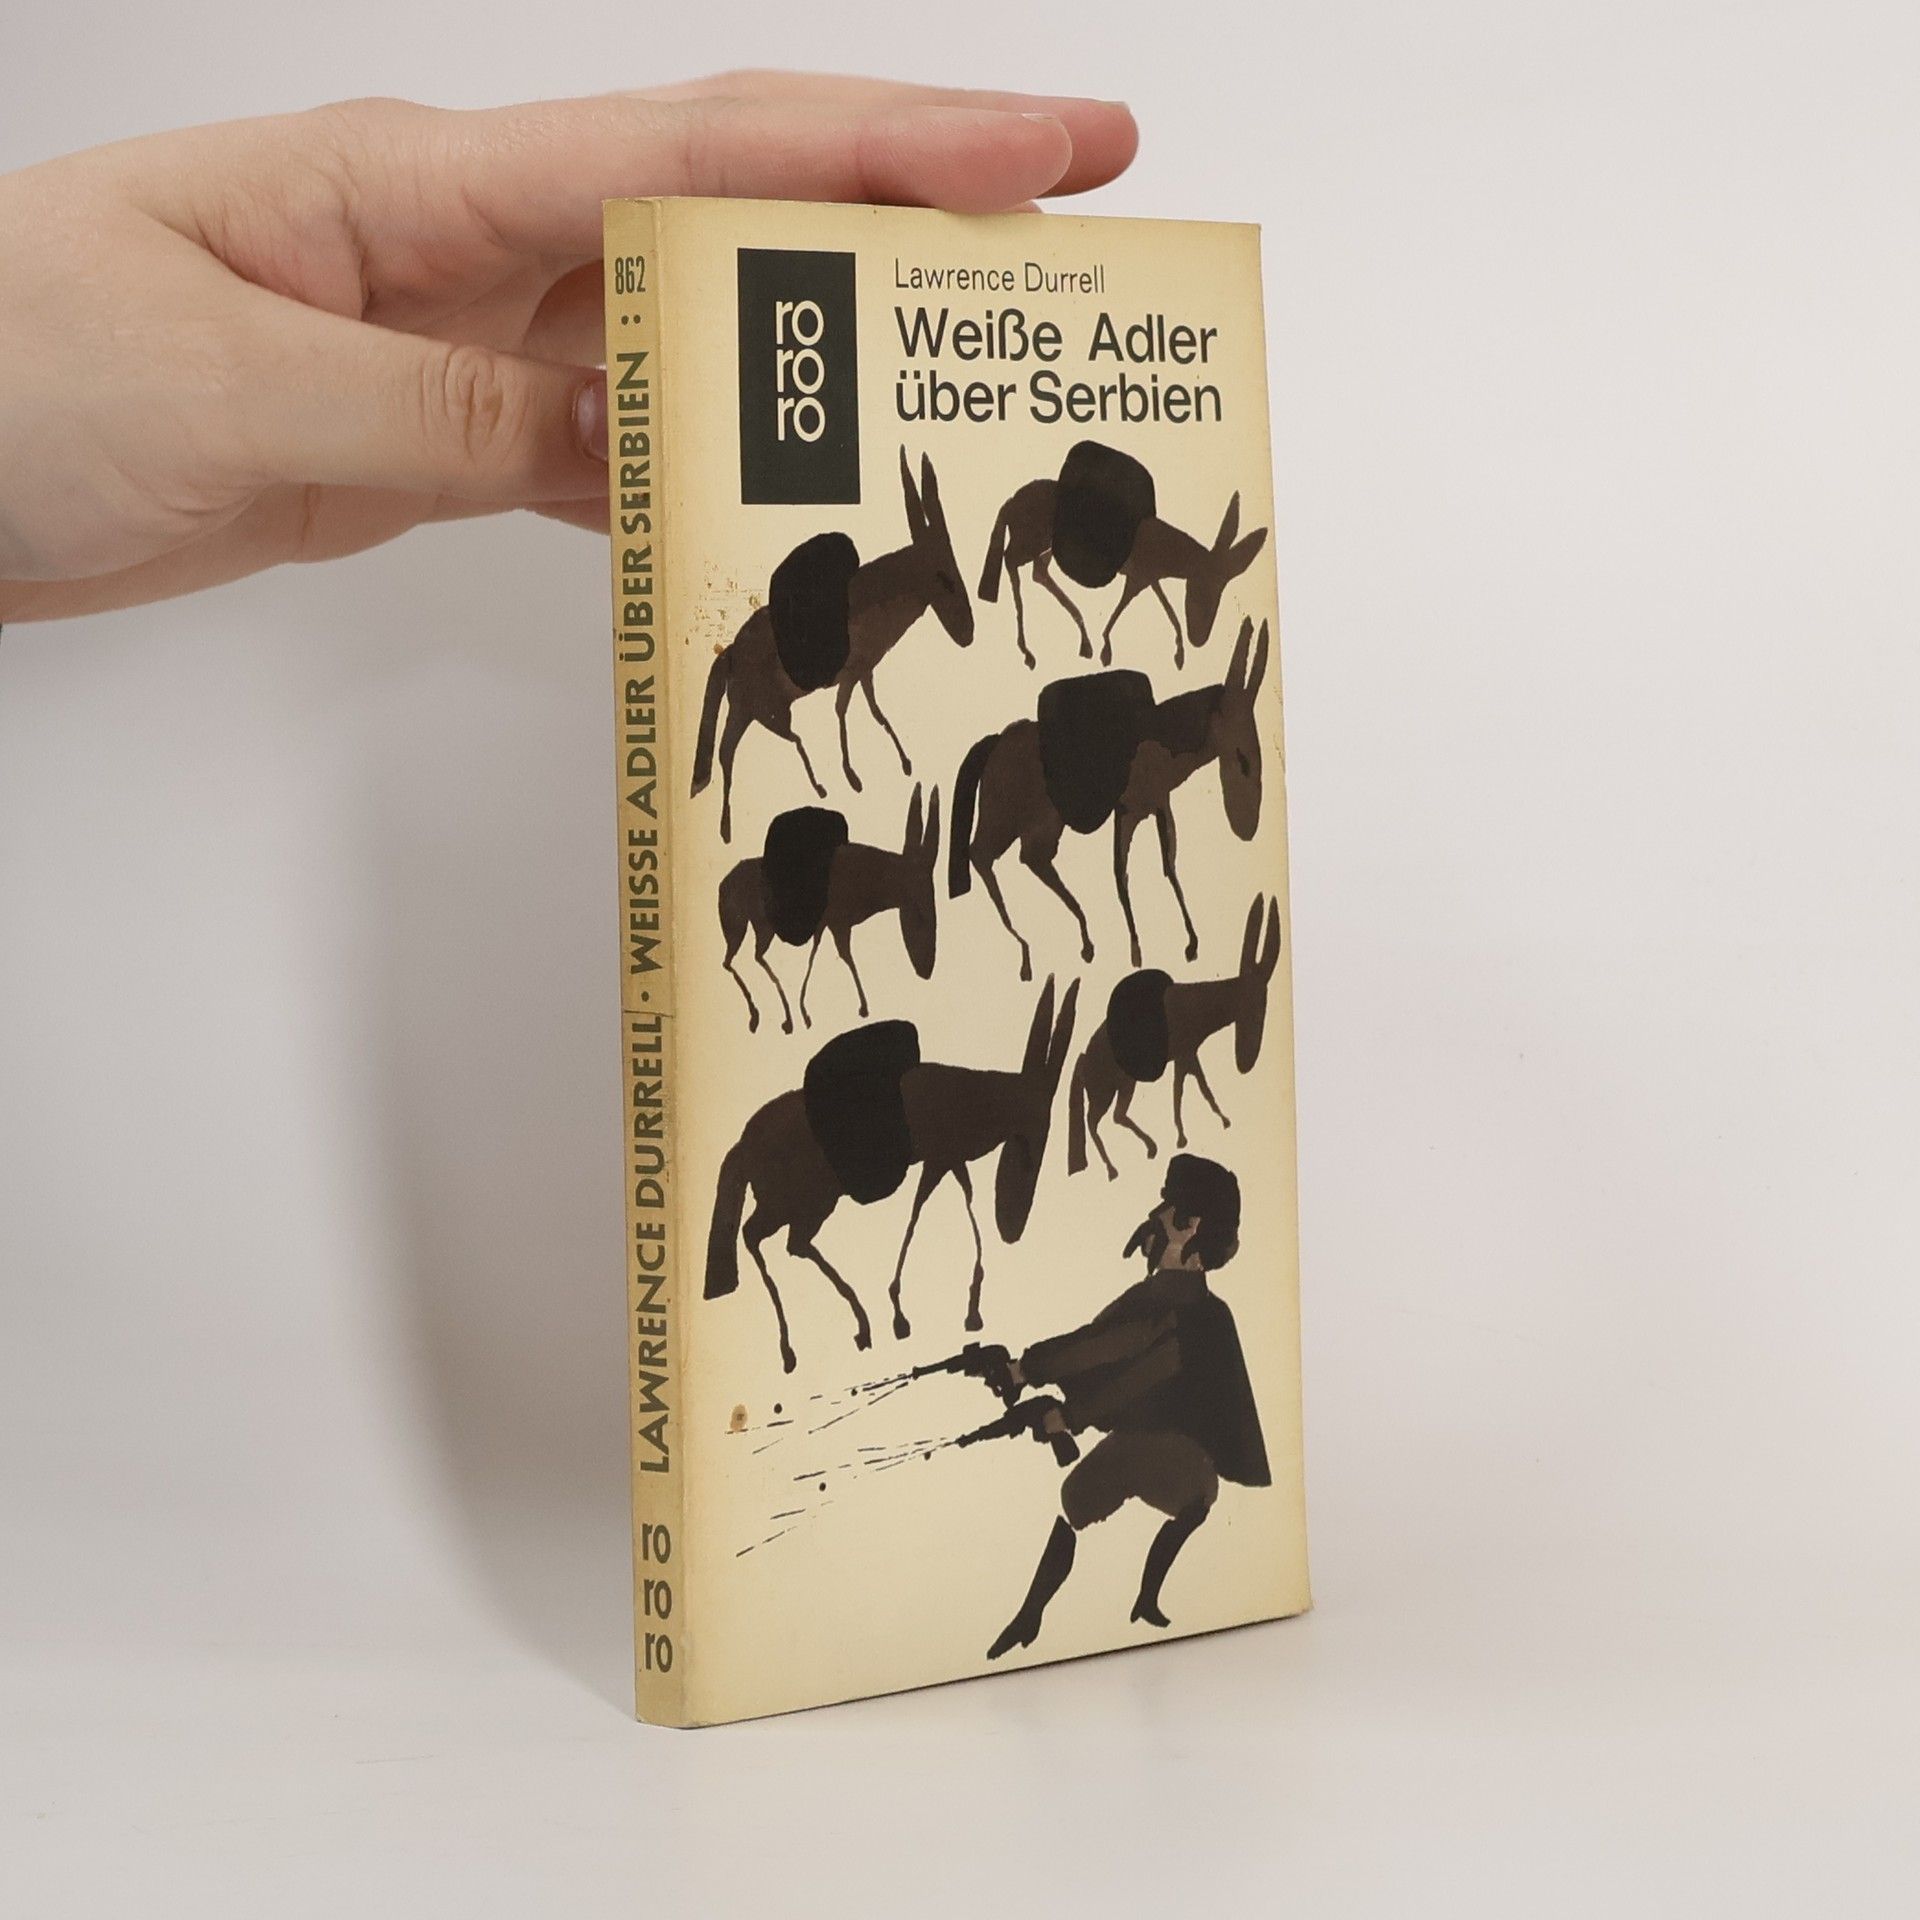 862 : LAWRENCE DURRELL · WEISSE ADLER ÜBER SERBIEN
ro
ro
ro
ro
ro
ro
Lawrence Durrell
Weiße Adler
über Serbien